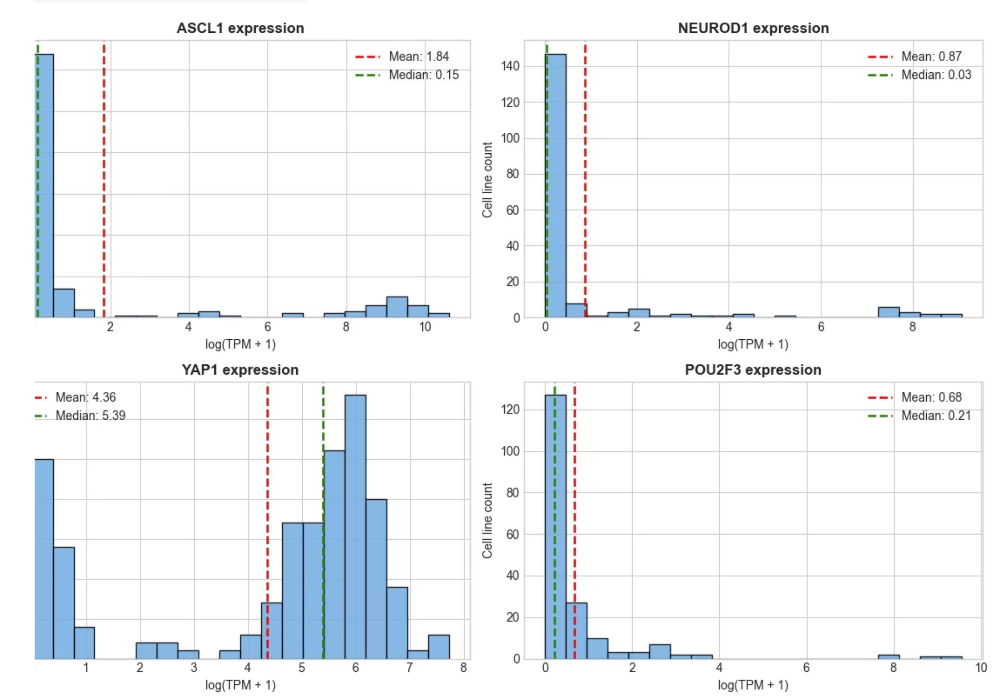 ASCL1 expression
Mean: 1.84
Median: 0.15
2 4 6 8 10
log(TPM + 1)
NEUROD1 expression
Mean: 0.87
Median: 0.03
140
120
100
80
60
40
20
0
Cell line count
0 2 4 6 8
log(TPM + 1)
YAP1 expression
Mean: 4.36
Median: 5.39
1 2 3 4 5 6 7 8
log(TPM + 1)
POU2F3 expression
Mean: 0.68
Median: 0.21
120
100
80
60
40
20
0
Cell line count
0 2 4 6 8 10
log(TPM + 1)